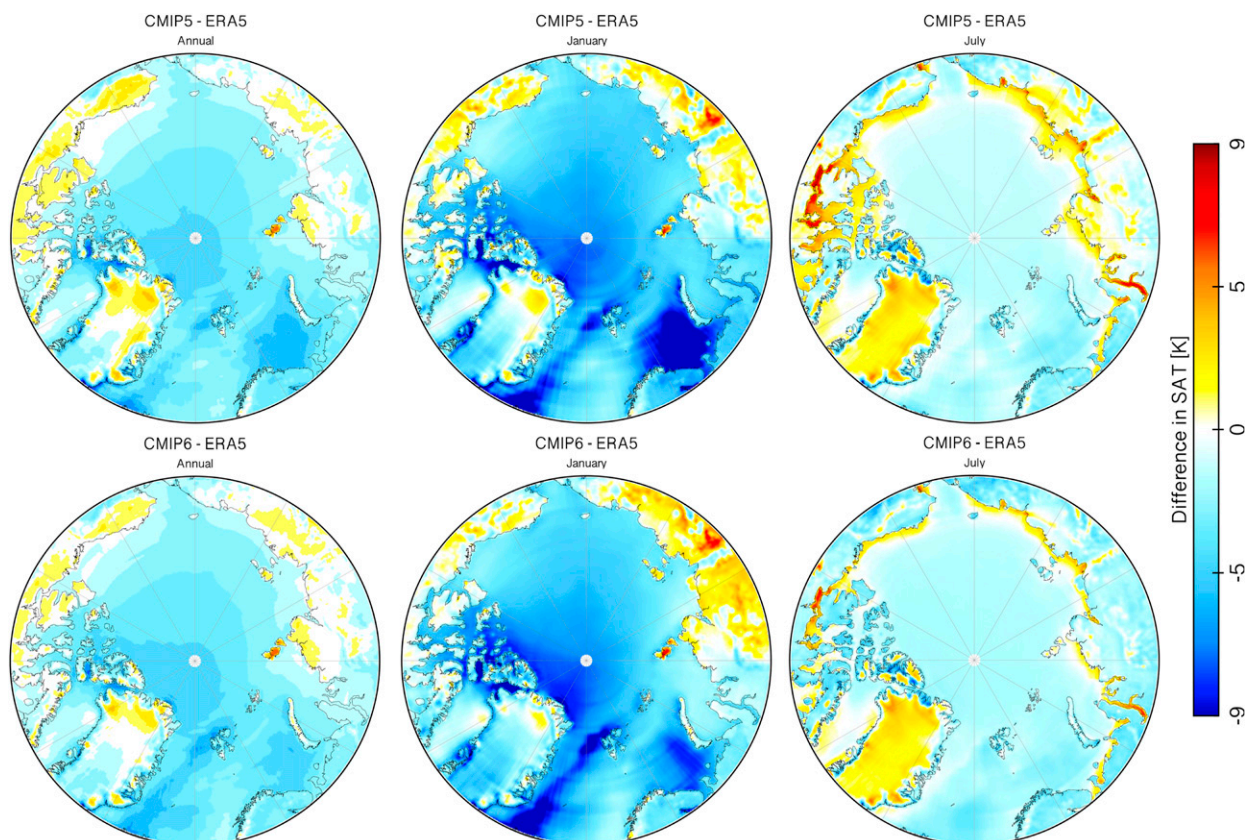 CMIP5 - ERA5
Annual
CMIP5 - ERA5
January
CMIP5 - ERA5
July
CMIP6 - ERA5
Annual
CMIP6 - ERA5
January
CMIP6 - ERA5
July
Difference in SAT [K]
9
5
0
-5
-9